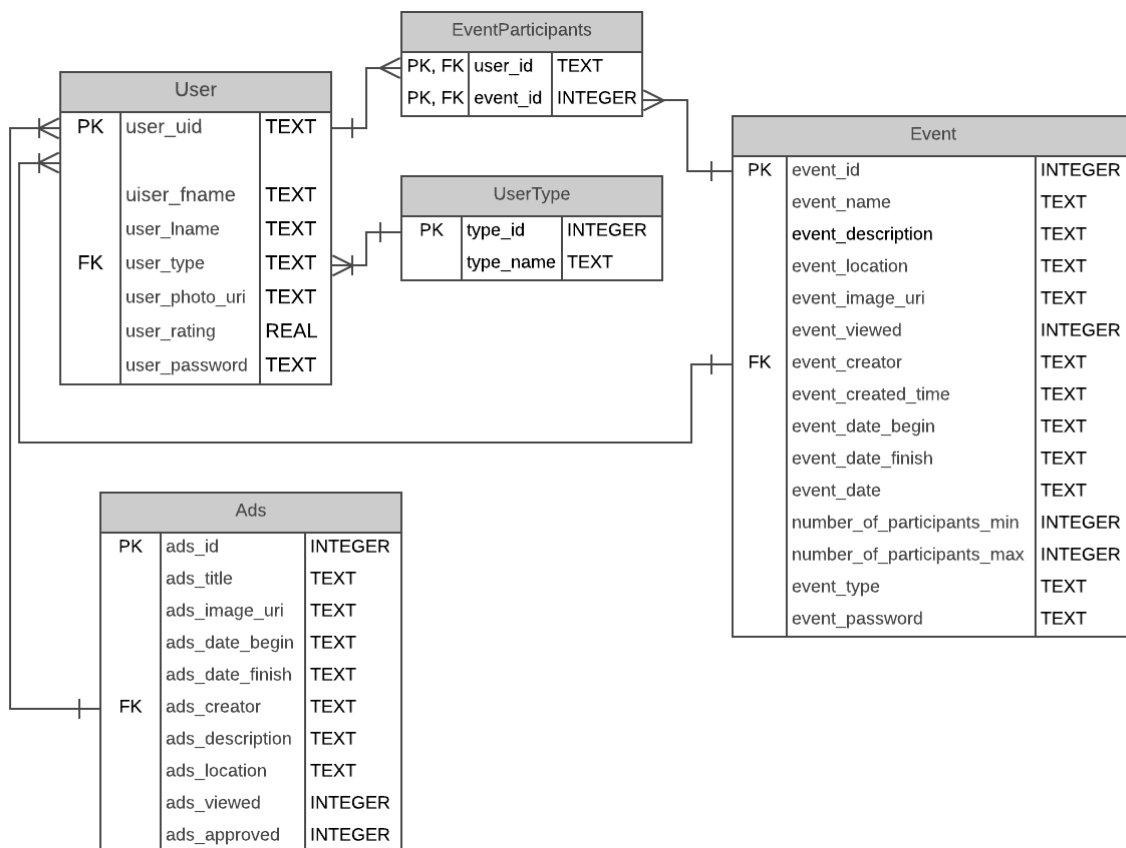 EventParticipants
PK, FK user_id TEXT
PK, FK event_id INTEGER
User
PK user_uid TEXT
uiser_fname TEXT
user_lname TEXT
FK user_type TEXT
user_photo_uri TEXT
user_rating REAL
user_password TEXT
UserType
PK type_id INTEGER
type_name TEXT
Event
PK event_id INTEGER
event_name TEXT
event_description TEXT
event_location TEXT
event_image_uri TEXT
event_viewed INTEGER
FK event_creator TEXT
event_created_time TEXT
event_date_begin TEXT
event_date_finish TEXT
event_date TEXT
number_of_participants_min INTEGER
number_of_participants_max INTEGER
event_type TEXT
event_password TEXT
Ads
PK ads_id INTEGER
ads_title TEXT
ads_image_uri TEXT
ads_date_begin TEXT
ads_date_finish TEXT
FK ads_creator TEXT
ads_description TEXT
ads_location TEXT
ads_viewed INTEGER
ads_approved INTEGER